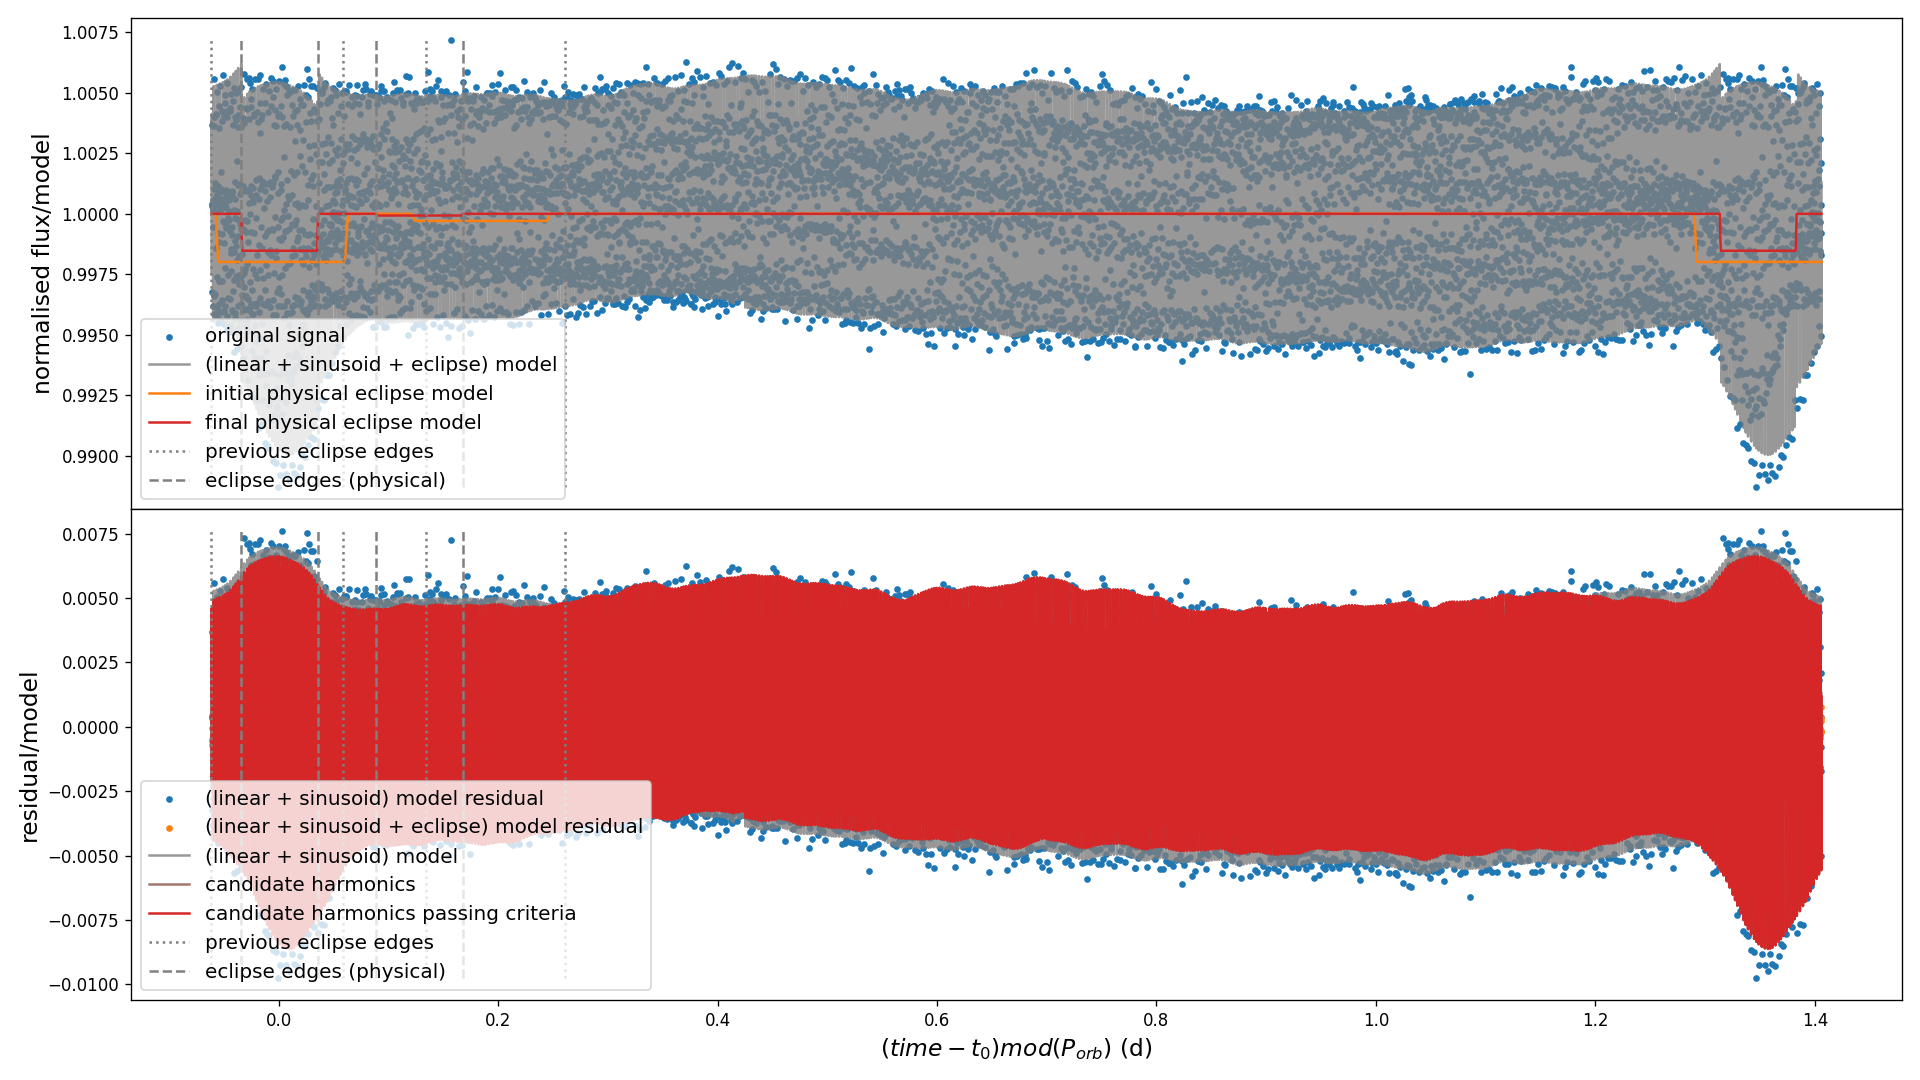 normalised flux/model
1.0075
1.0050
1.0025
1.0000
0.9975
0.9950
0.9925
0.9900
original signal
(linear + sinusoid + eclipse) model
initial physical eclipse model
final physical eclipse model
previous eclipse edges
eclipse edges (physical)
residual/model
0.0075
0.0050
0.0025
0.0000
−0.0025
−0.0050
−0.0075
−0.0100
(linear + sinusoid) model residual
(linear + sinusoid + eclipse) model residual
(linear + sinusoid) model
candidate harmonics
candidate harmonics passing criteria
previous eclipse edges
eclipse edges (physical)
0.0 0.2 0.4 0.6 0.8 1.0 1.2 1.4
(time − t0)mod(Porb) (d)